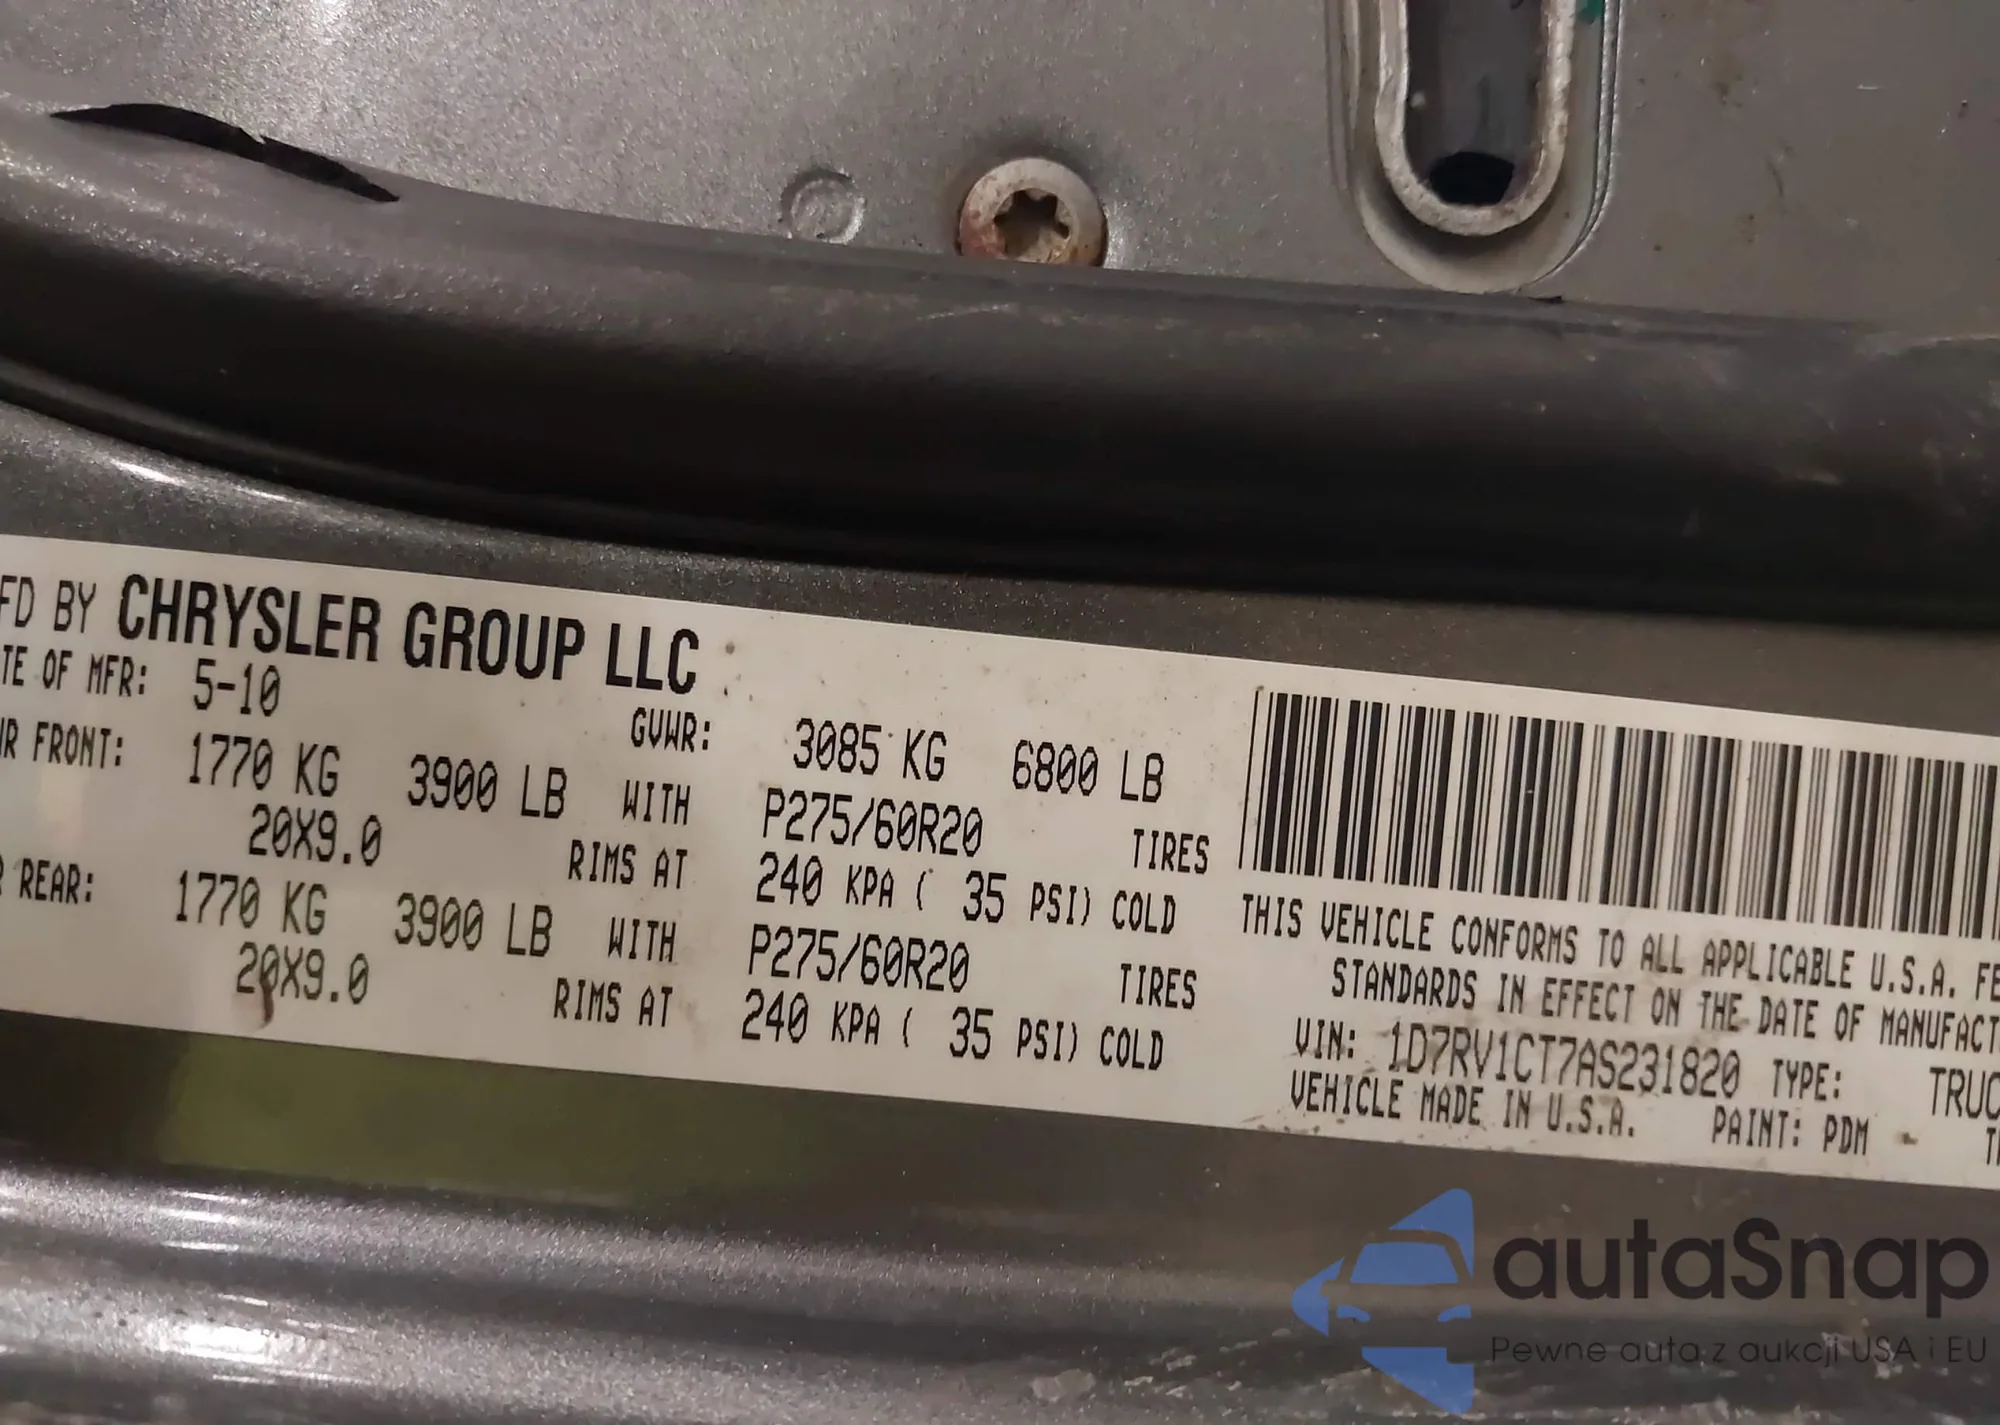 FD BY CHRYSLER GROUP LLC
TE OF MFR: 5-10
GVWR: 3085 KG 6800 LB
R FRONT: 1770 KG 3900 LB WITH P275/60R20 TIRES
20X9.0 RIMS AT 240 KPA ( 35 PSI) COLD
R REAR: 1770 KG 3900 LB WITH P275/60R20 TIRES
20X9.0 RIMS AT 240 KPA ( 35 PSI) COLD
THIS VEHICLE CONFORMS TO ALL APPLICABLE U.S.A. FE
STANDARDS IN EFFECT ON THE DATE OF MANUFACT
VIN: 1D7RV1CT7AS231820 TYPE: TRUC
VEHICLE MADE IN U.S.A. PAINT: PDM
autaSnap
Pewne auta z aukcji USA i EU